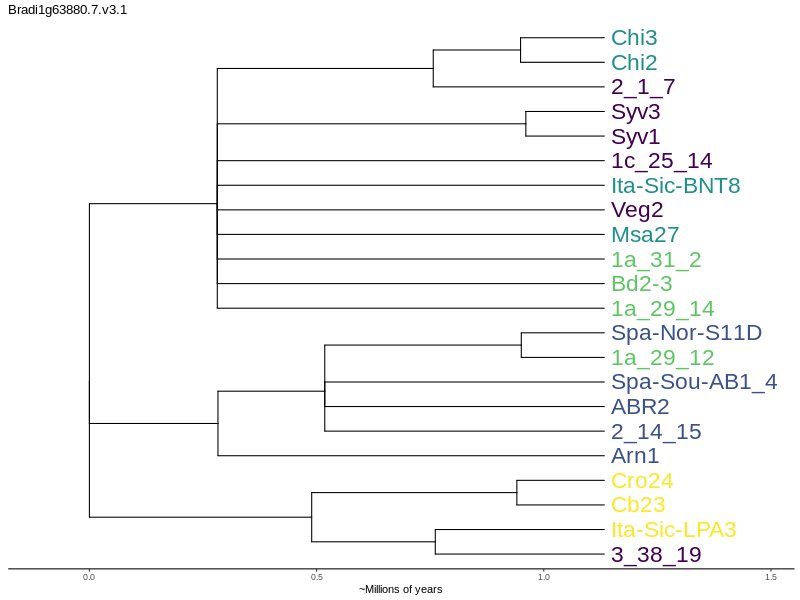 Bradi1g63880.7.v3.1
Chi3
Chi2
2_1_7
Syv3
Syv1
1c_25_14
Ita-Sic-BNT8
Veg2
Msa27
1a_31_2
Bd2-3
1a_29_14
Spa-Nor-S11D
1a_29_12
Spa-Sou-AB1_4
ABR2
2_14_15
Arn1
Cro24
Cb23
Ita-Sic-LPA3
3_38_19
0.0 0.5 1.0 1.5
~Millions of years